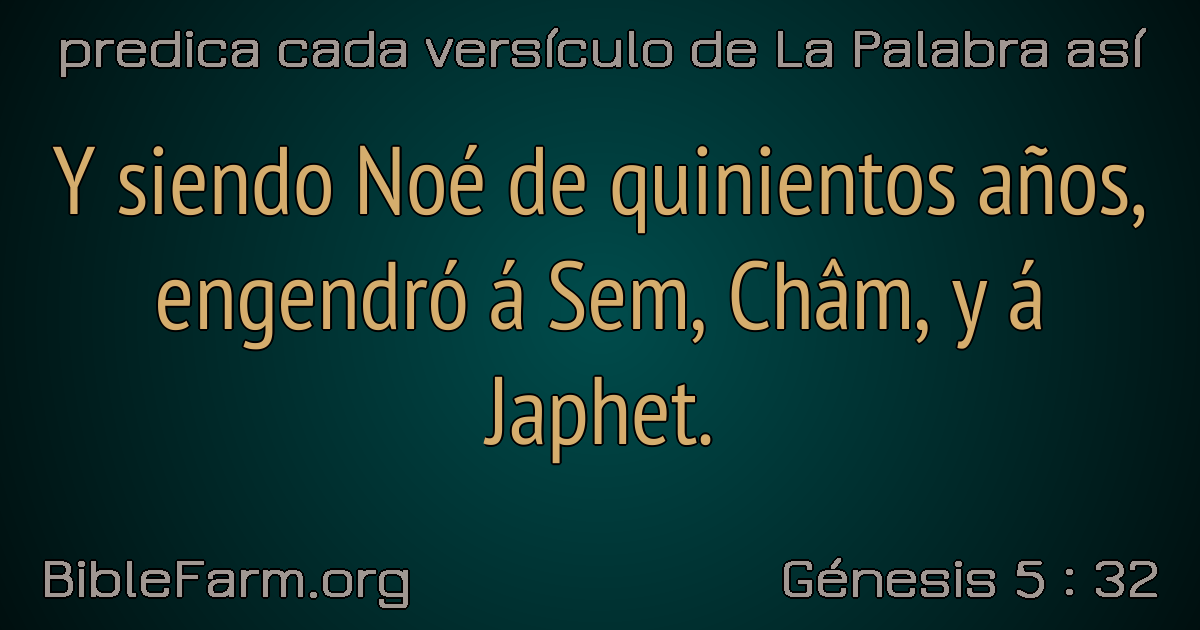 predica cada versículo de La Palabra así
Y siendo Noé de quinientos años,
engendró á Sem, Châm, y á
Japhet.
BibleFarm.org
Génesis 5 : 32